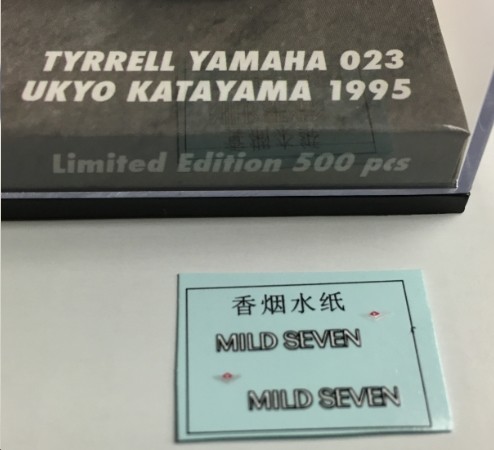 TYRRELL YAMAHA 023
UKYO KATAYAMA 1995
Limited Edition 500 pcs
香烟水纸
MILD SEVEN
MILD SEVEN